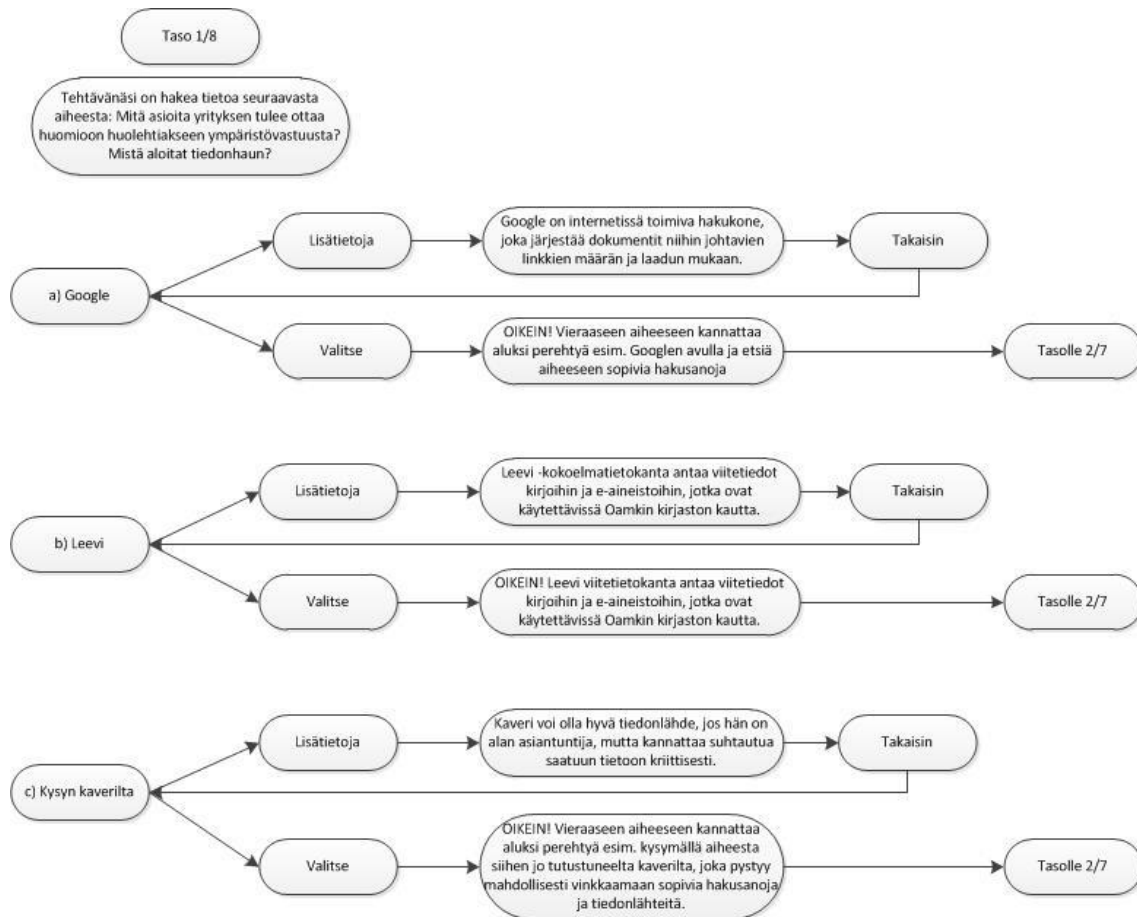 Taso 1/8
Tehtävänäsi on hakea tietoa seuraavasta
aiheesta: Mitä asioita yrityksen tulee ottaa
huomioon huolehtiakseen ympäristövastuusta?
Mistä aloitat tiedonhaun?
a) Google
Lisätietoja
Google on internetissä toimiva hakukone,
joka järjestää dokumentit niihin johtavien
linkkien määrän ja laadun mukaan.
Takaisin
Valitse
OIKEIN! Vieraaseen aiheeseen kannattaa
aluksi perehtyä esim. Googlen avulla ja etsiä
aiheeseen sopivia hakusanoja
Tasolle 2/7
b) Leevi
Lisätietoja
Leevi -kokoelmatietokanta antaa viitetiedot
kirjoihin ja e-aineistoihin, jotka ovat
käytettävissä Oamkin kirjaston kautta.
Takaisin
Valitse
OIKEIN! Leevi viitetietokanta antaa viitetiedot
kirjoihin ja e-aineistoihin, jotka ovat
käytettävissä Oamkin kirjaston kautta.
Tasolle 2/7
c) Kysyn kaverilta
Lisätietoja
Kaveri voi olla hyvä tiedonlähde, jos hän on
alan asiantuntija, mutta kannattaa suhtautua
saatuun tietoon kriittisesti.
Takaisin
Valitse
OIKEIN! Vieraaseen aiheeseen kannattaa
aluksi perehtyä esim. kysymällä aiheesta
siihen jo tutustuneelta kaverilta, joka pystyy
mahdollisesti vinkkaamaan sopivia hakusanoja
ja tiedonlähteitä.
Tasolle 2/7